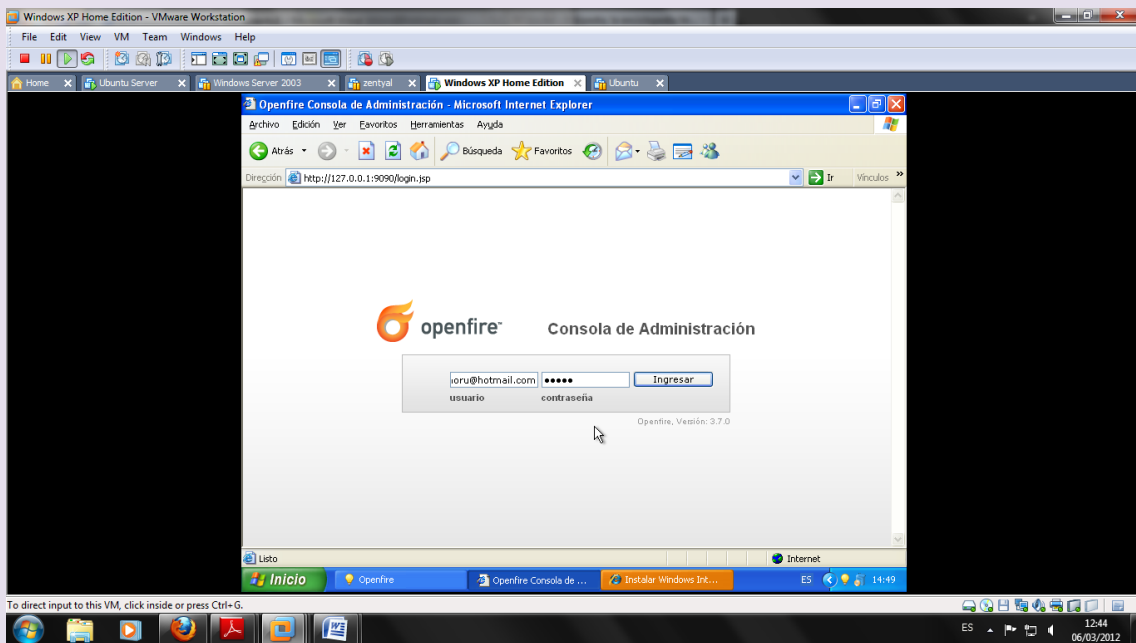 Windows XP Home Edition - VMware Workstation
File Edit View VM Team Windows Help
Home Ubuntu Server Windows Server 2003 zentyal Windows XP Home Edition Ubuntu
Openfire Consola de Administración - Microsoft Internet Explorer
Archivo Edición Ver Favoritos Herramientas Ayuda
Atrás Búsqueda Favoritos
Dirección http://127.0.0.1:9090/login.jsp Ir Vínculos »
openfire™ Consola de Administración
oru@hotmail.com ••••• Ingresar
usuario contraseña
Openfire, Versión: 3.7.0
Listo Internet
Inicio Openfire Openfire Consola de ... Instalar Windows Int... ES 14:49
To direct input to this VM, click inside or press Ctrl+G.
ES 12:44
06/03/2012